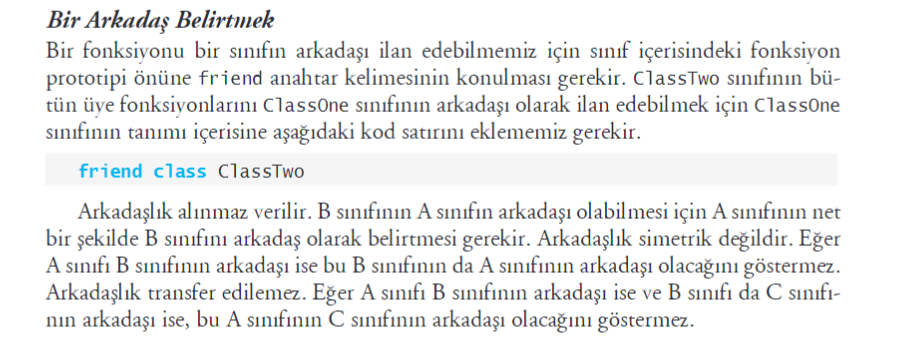 Bir Arkadaş Belirtmek
Bir fonksiyonu bir sınıfın arkadaşı ilan edebilmemiz için sınıf içerisindeki fonksiyon
prototipi önüne friend anahtar kelimesinin konulması gerekir. ClassTwo sınıfının bü-
tün üye fonksiyonlarını ClassOne sınıfının arkadaşı olarak ilan edebilmek için ClassOne
sınıfının tanımı içerisine aşağıdaki kod satırını eklememiz gerekir.
friend class ClassTwo
Arkadaşlık alınmaz verilir. B sınıfının A sınıfın arkadaşı olabilmesi için A sınıfının net
bir şekilde B sınıfını arkadaş olarak belirtmesi gerekir. Arkadaşlık simetrik değildir. Eğer
A sınıfı B sınıfının arkadaşı ise bu B sınıfının da A sınıfının arkadaşı olacağını göstermez.
Arkadaşlık transfer edilemez. Eğer A sınıfı B sınıfının arkadaşı ise ve B sınıfı da C sınıfı-
nın arkadaşı ise, bu A sınıfının C sınıfının arkadaşı olacağını göstermez.